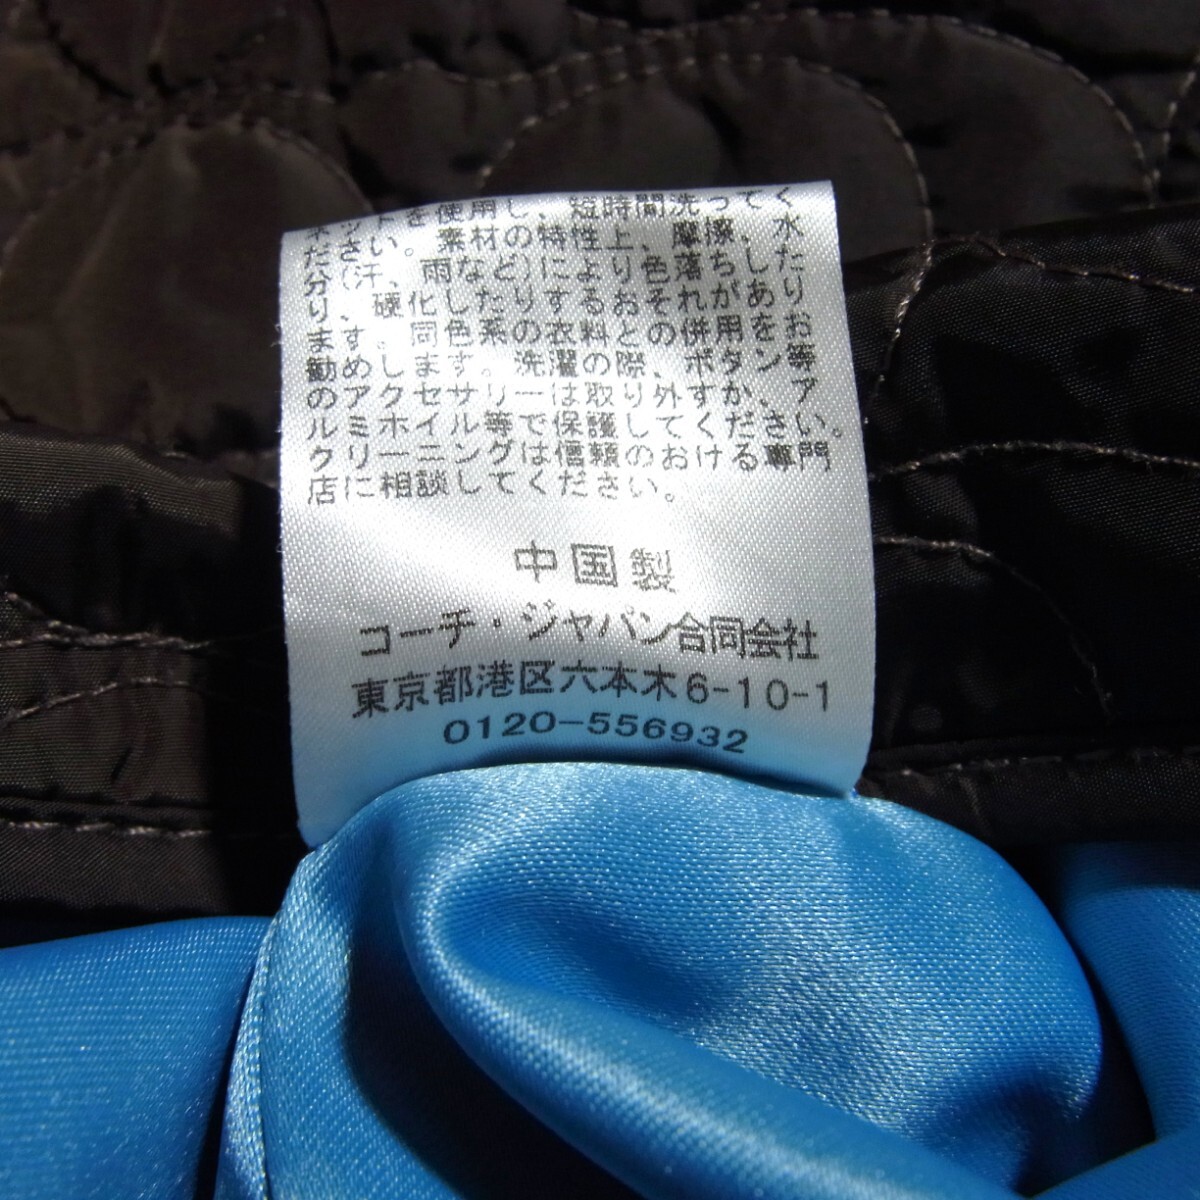 ネットを使用し、短時間洗ってく
ださい。素材の特性上、摩擦、水
分(汗、雨など)により色落ちした
り、硬化したりするおそれがあり
ます。同色系の衣料との併用をお
勧めします。洗濯の際、ボタン等
のアクセサリーは取り外すか、ア
ルミホイル等で保護してください。
クリーニングは信頼のおける専門
店に相談してください。
中国製
コーチ・ジャパン合同会社
東京都港区六本木6-10-1
0120-556932